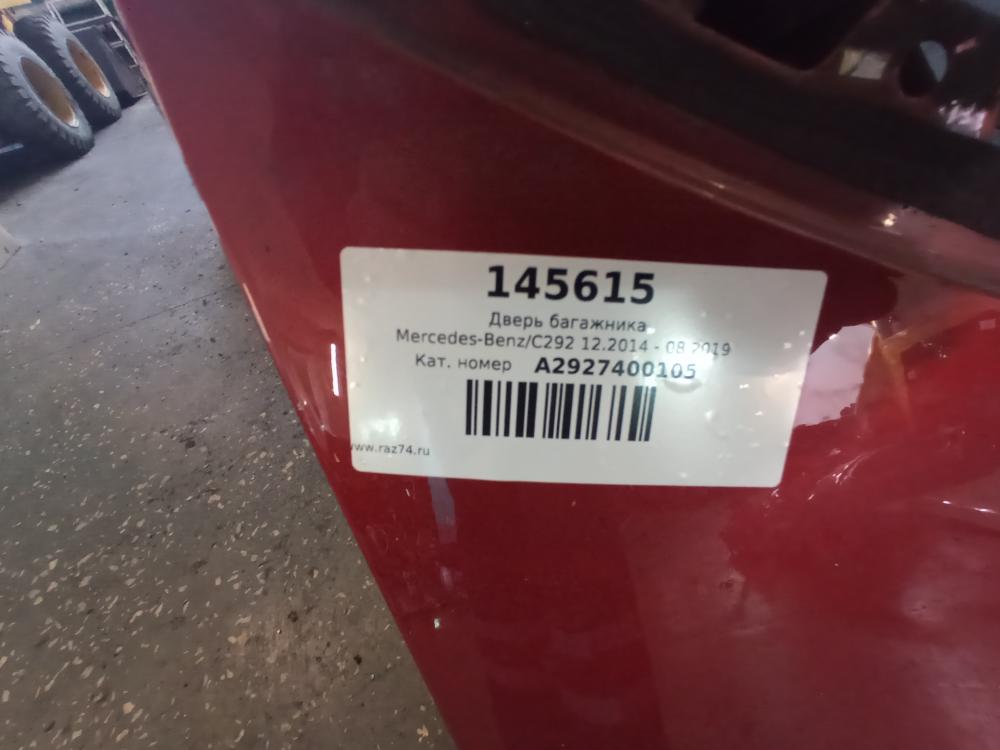 145615
Дверь багажника
Mercedes-Benz/C292 12.2014 - 08.2019
Кат. номер A2927400105
www.raz74.ru